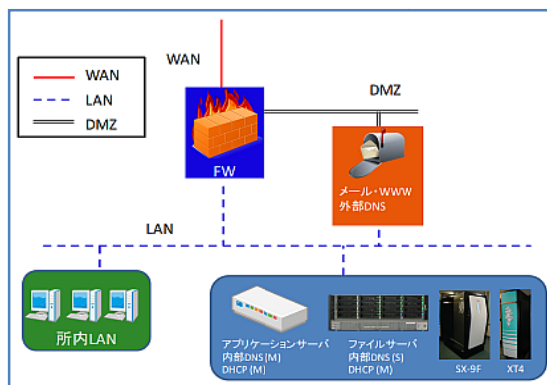 WAN
LAN
DMZ
WAN
DMZ
FW
メール・WWW
外部DNS
LAN
所内LAN
アプリケーションサーバ
内部DNS(M)
DHCP(M)
ファイルサーバ
内部DNS(S)
DHCP(M)
SX-9F
XT4